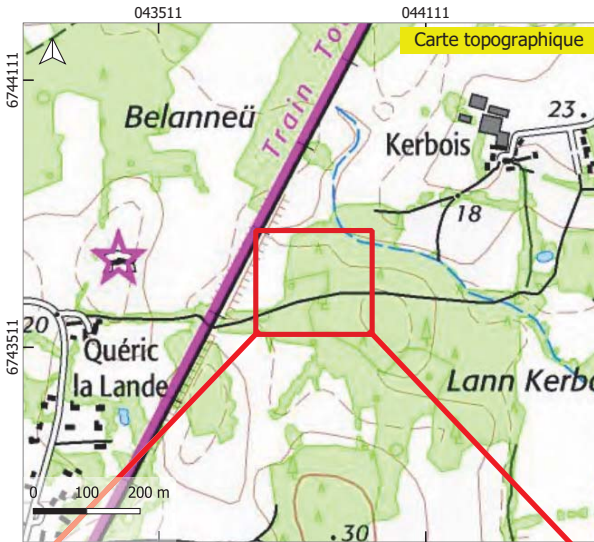 043511
044111
Carte topographique
6744111
Train Tou
Belanneü
Kerbois
23.
18
20
6743511
Quéric
la Lande
Lann Kerbo
0 100 200 m
.30